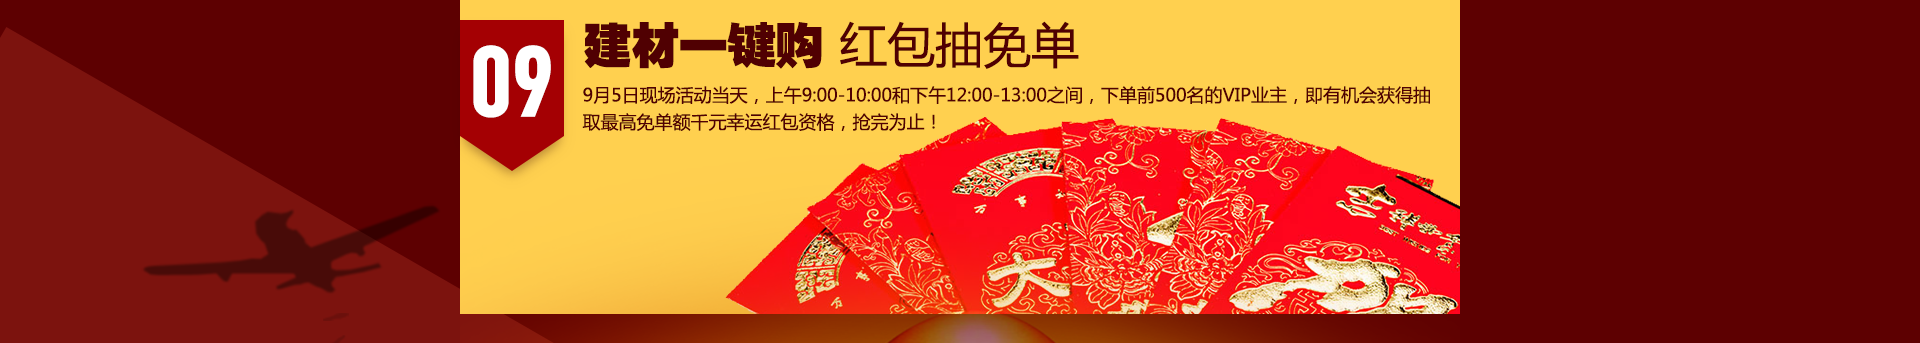 09
建材一键购 红包抽免单
9月5日现场活动当天，上午9:00-10:00和下午12:00-13:00之间，下单前500名的VIP业主，即有机会获得抽
取最高免单额千元幸运红包资格，抢完为止！
万 事
大
万